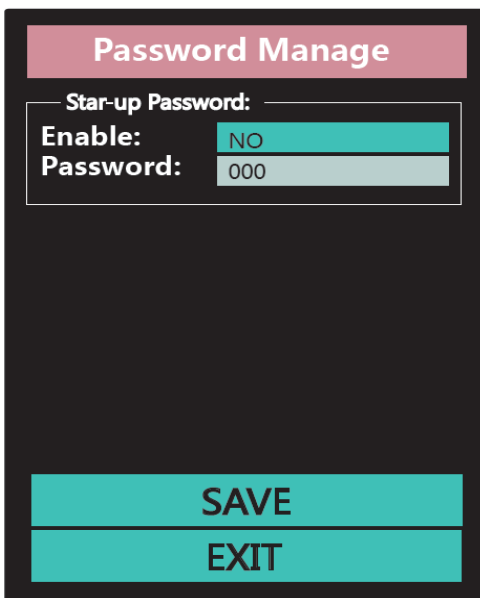 Password Manage
Star-up Password:
Enable: NO
Password: 000
SAVE
EXIT